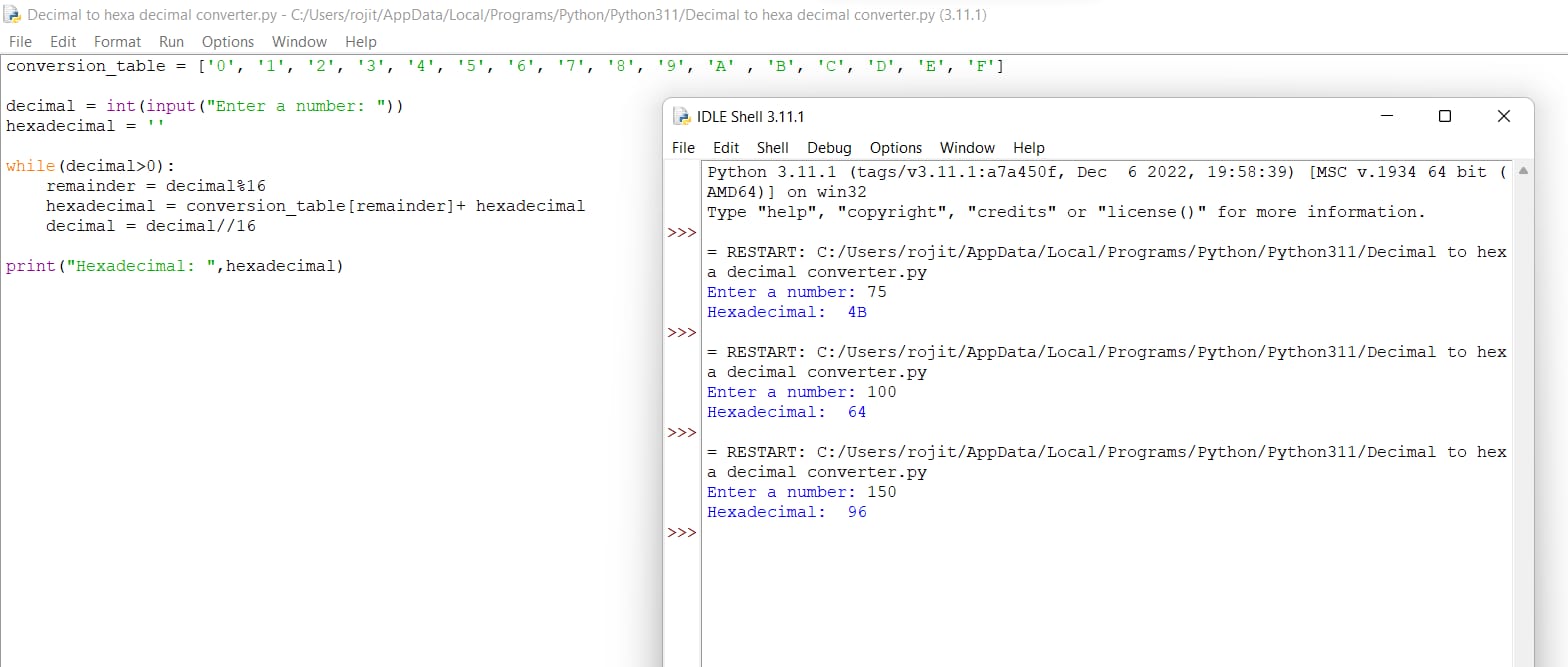 Decimal to hexa decimal converter.py - C:/Users/rojit/AppData/Local/Programs/Python/Python311/Decimal to hexa decimal converter.py (3.11.1)
File Edit Format Run Options Window Help
conversion_table = ['0', '1', '2', '3', '4', '5', '6', '7', '8', '9', 'A' , 'B', 'C', 'D', 'E', 'F']
decimal = int(input("Enter a number: "))
hexadecimal = ''
while(decimal>0):
    remainder = decimal%16
    hexadecimal = conversion_table[remainder]+ hexadecimal
    decimal = decimal//16
print("Hexadecimal: ",hexadecimal)
IDLE Shell 3.11.1
File Edit Shell Debug Options Window Help
Python 3.11.1 (tags/v3.11.1:a7a450f, Dec  6 2022, 19:58:39) [MSC v.1934 64 bit (
AMD64)] on win32
Type "help", "copyright", "credits" or "license()" for more information.
>>>
= RESTART: C:/Users/rojit/AppData/Local/Programs/Python/Python311/Decimal to hex
a decimal converter.py
Enter a number: 75
Hexadecimal:  4B
>>>
= RESTART: C:/Users/rojit/AppData/Local/Programs/Python/Python311/Decimal to hex
a decimal converter.py
Enter a number: 100
Hexadecimal:  64
>>>
= RESTART: C:/Users/rojit/AppData/Local/Programs/Python/Python311/Decimal to hex
a decimal converter.py
Enter a number: 150
Hexadecimal:  96
>>>